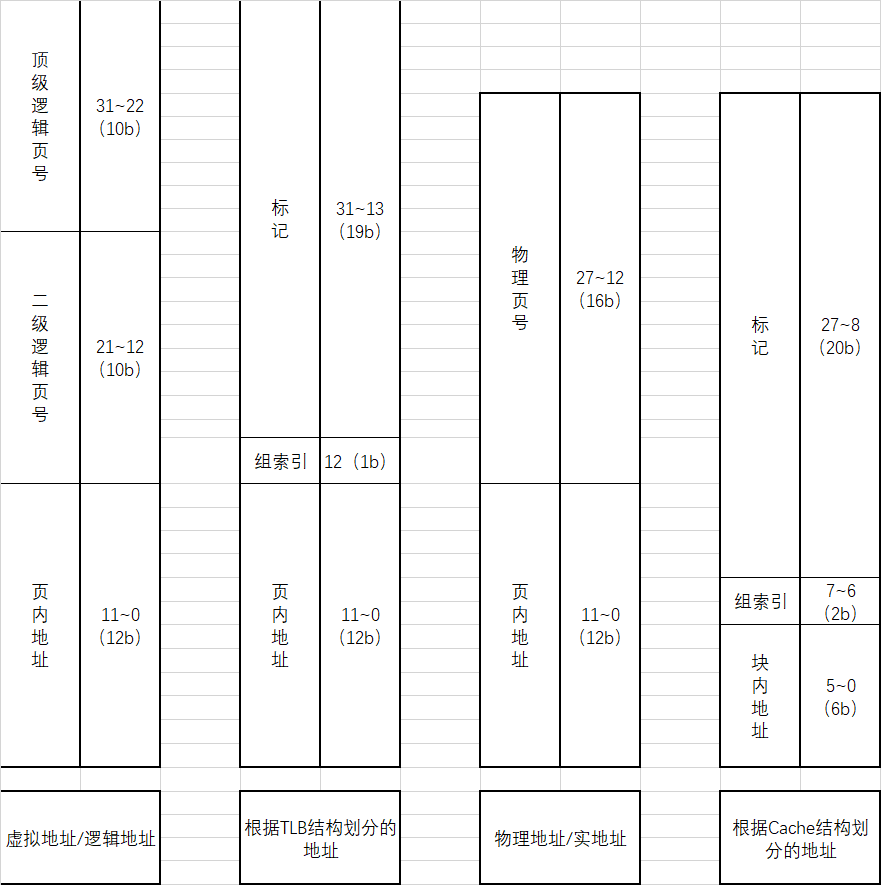 顶级逻辑页号
31~22
（10b）
二级逻辑页号
21~12
（10b）
页内地址
11~0
（12b）
虚拟地址/逻辑地址
标记
31~13
（19b）
组索引
12（1b）
页内地址
11~0
（12b）
根据TLB结构划分的
地址
物理页号
27~12
（16b）
页内地址
11~0
（12b）
物理地址/实地址
标记
27~8
（20b）
组索引
7~6
（2b）
块内地址
5~0
（6b）
根据Cache结构划
分的地址